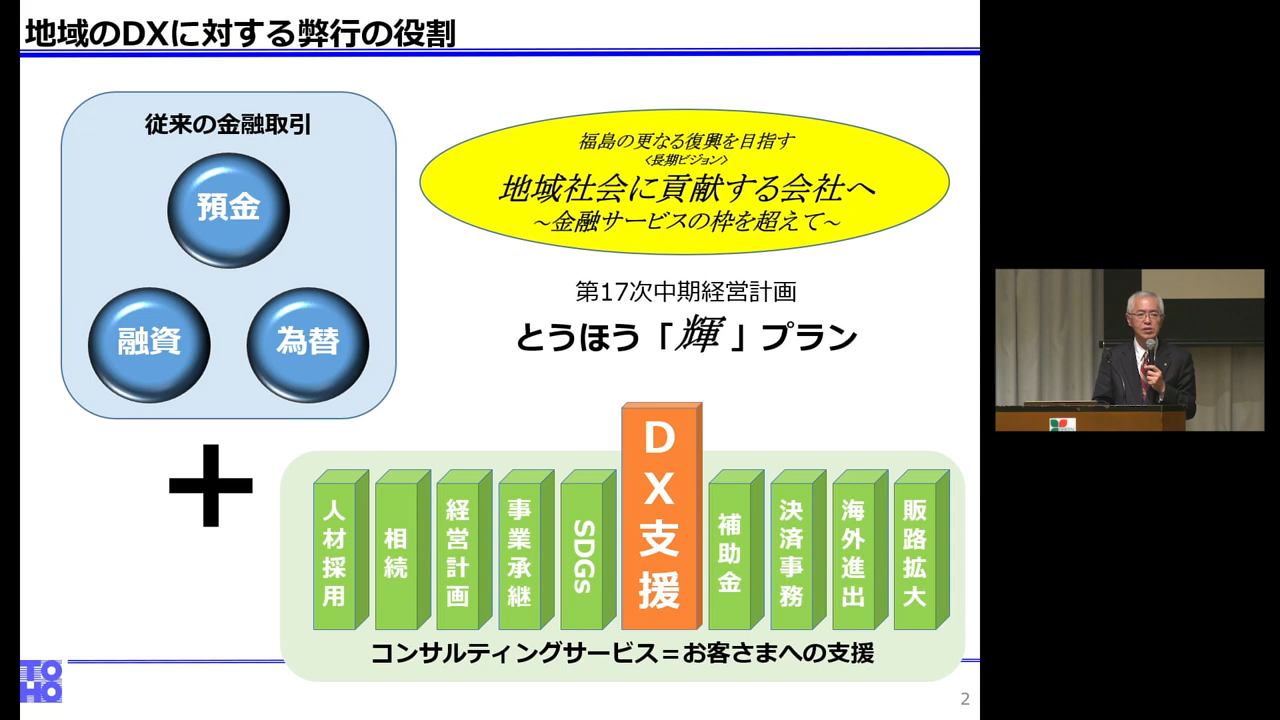 地域のDXに対する弊行の役割
従来の金融取引
預金
融資
為替
福島の更なる復興を目指す
〈長期ビジョン〉
地域社会に貢献する会社へ
～金融サービスの枠を超えて～
第17次中期経営計画
とうほう「輝」プラン
＋
人材採用
相続
経営計画
事業承継
SDGs
DX支援
補助金
決済事務
海外進出
販路拡大
コンサルティングサービス＝お客さまへの支援
TO
HO
2